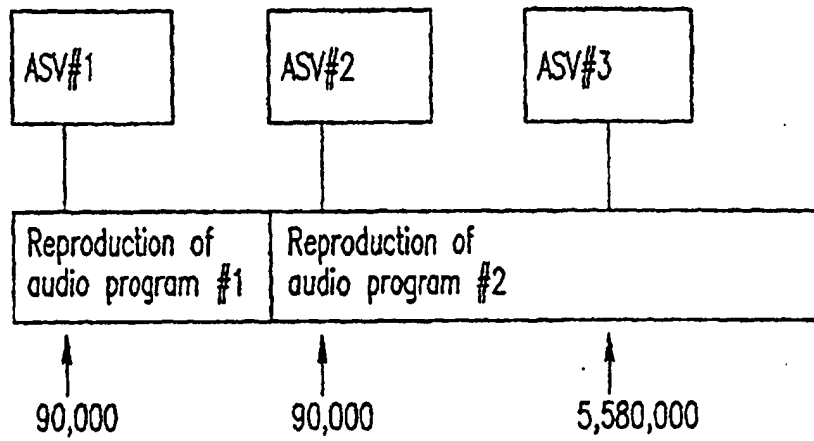 ASV#1
ASV#2
ASV#3
Reproduction of
audio program #1
Reproduction of
audio program #2
90,000
90,000
5,580,000